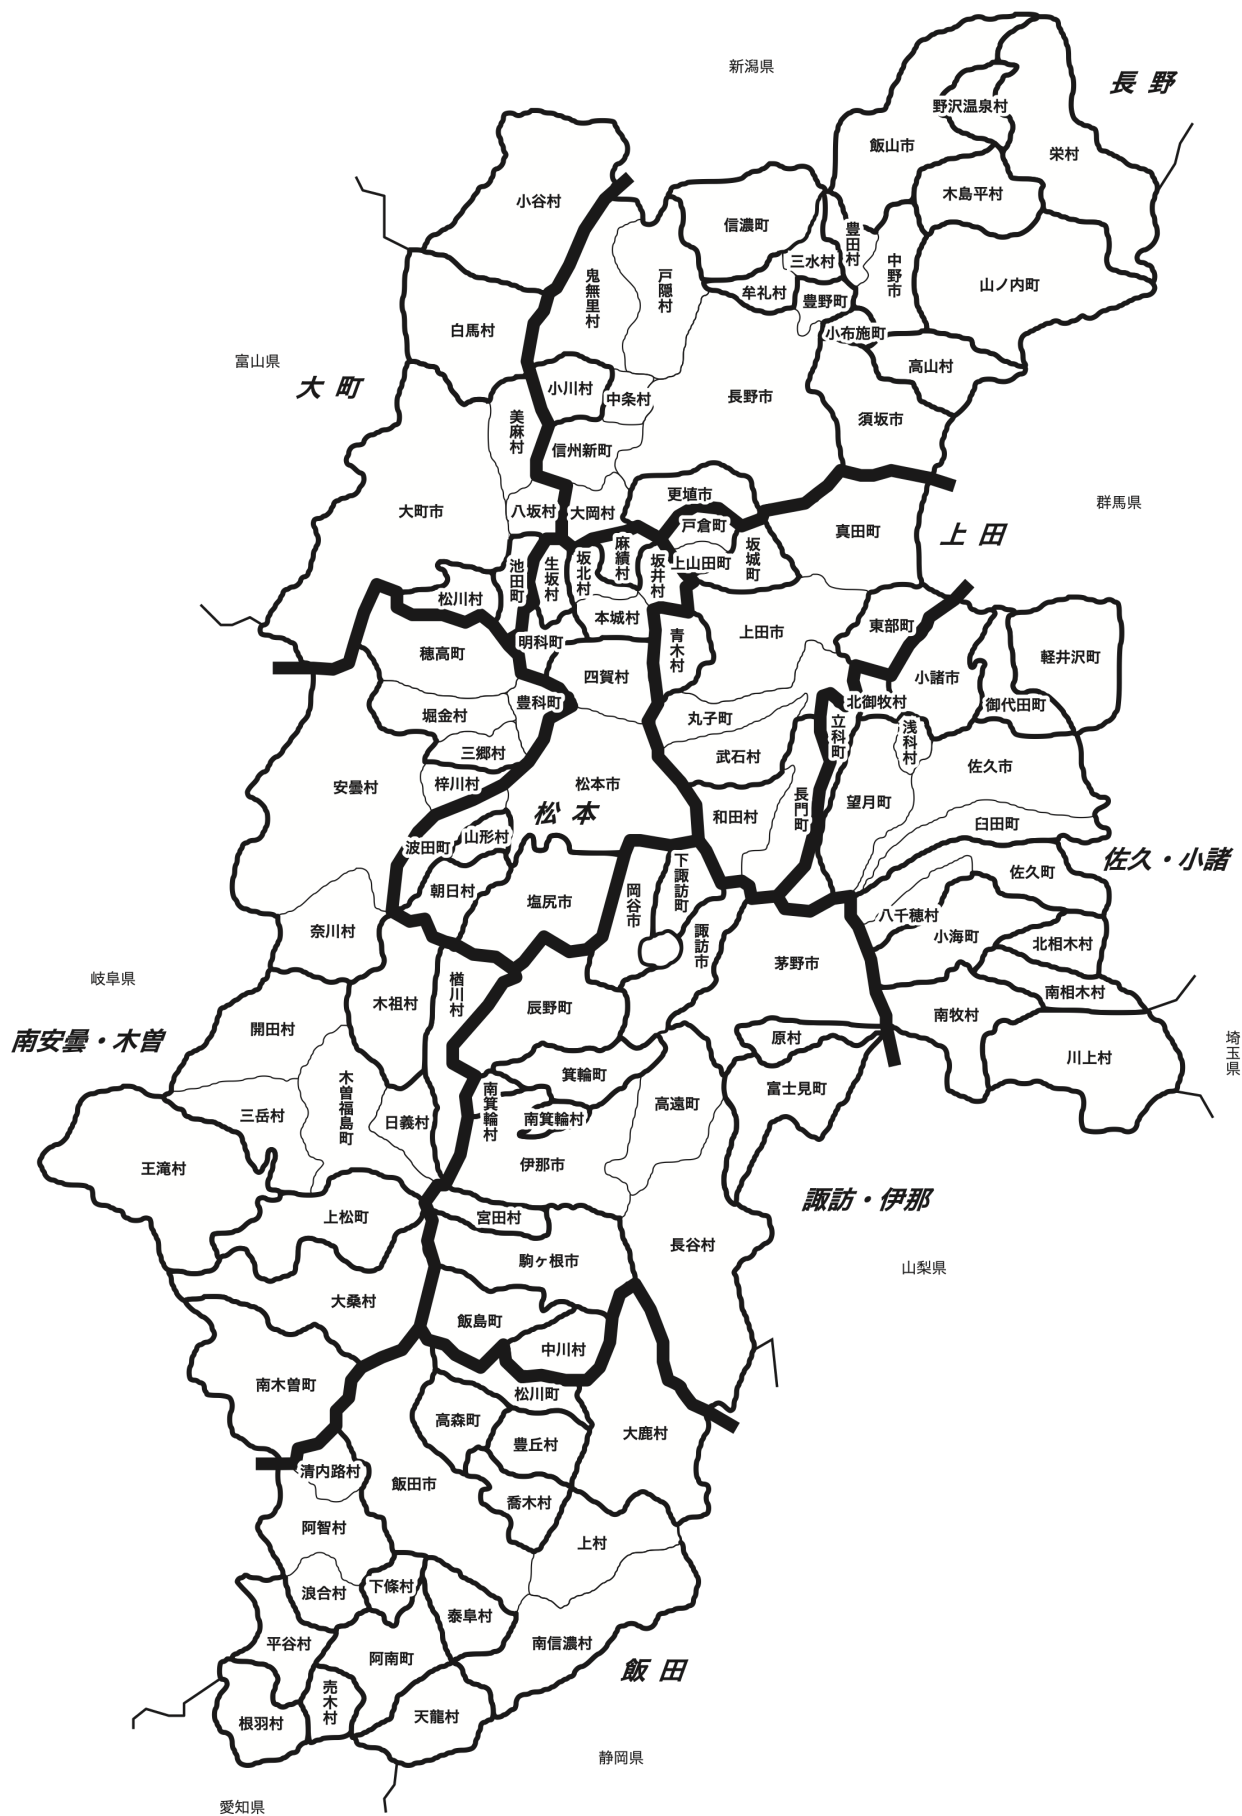 新潟県
長野
野沢温泉村
飯山市
栄村
木島平村
小谷村
信濃町
豊田村
三水村
中野市
山ノ内町
鬼無里村
戸隠村
牟礼村
豊野町
白馬村
小布施町
高山村
富山県
大町
小川村
中条村
長野市
須坂市
美麻村
信州新町
更埴市
群馬県
大町市
八坂村
大岡村
戸倉町
真田町
上田
麻績村
坂城町
上山田町
坂井村
坂北村
生坂村
池田町
松川村
本城村
青木村
上田市
東部町
明科町
穂高町
四賀村
小諸市
軽井沢町
豊科町
北御牧村
御代田町
堀金村
丸子町
立科町
浅科村
三郷村
武石村
佐久市
安曇村
梓川村
松本市
松本
長門町
望月町
和田村
臼田町
山形村
波田町
佐久・小諸
佐久町
朝日村
塩尻市
岡谷市
下諏訪町
八千穂村
奈川村
諏訪市
小海町
北相木村
茅野市
岐阜県
楢川村
木祖村
辰野町
南相木村
南牧村
南安曇・木曽
開田村
原村
川上村
埼玉県
箕輪町
富士見町
木曽福島町
南箕輪村
高遠町
三岳村
日義村
南箕輪村
王滝村
伊那市
諏訪・伊那
上松町
宮田村
長谷村
駒ヶ根市
山梨県
大桑村
飯島町
中川村
南木曽町
松川町
高森町
大鹿村
豊丘村
清内路村
飯田市
喬木村
阿智村
上村
浪合村
下條村
泰阜村
平谷村
阿南町
南信濃村
飯田
売木村
根羽村
天龍村
静岡県
愛知県